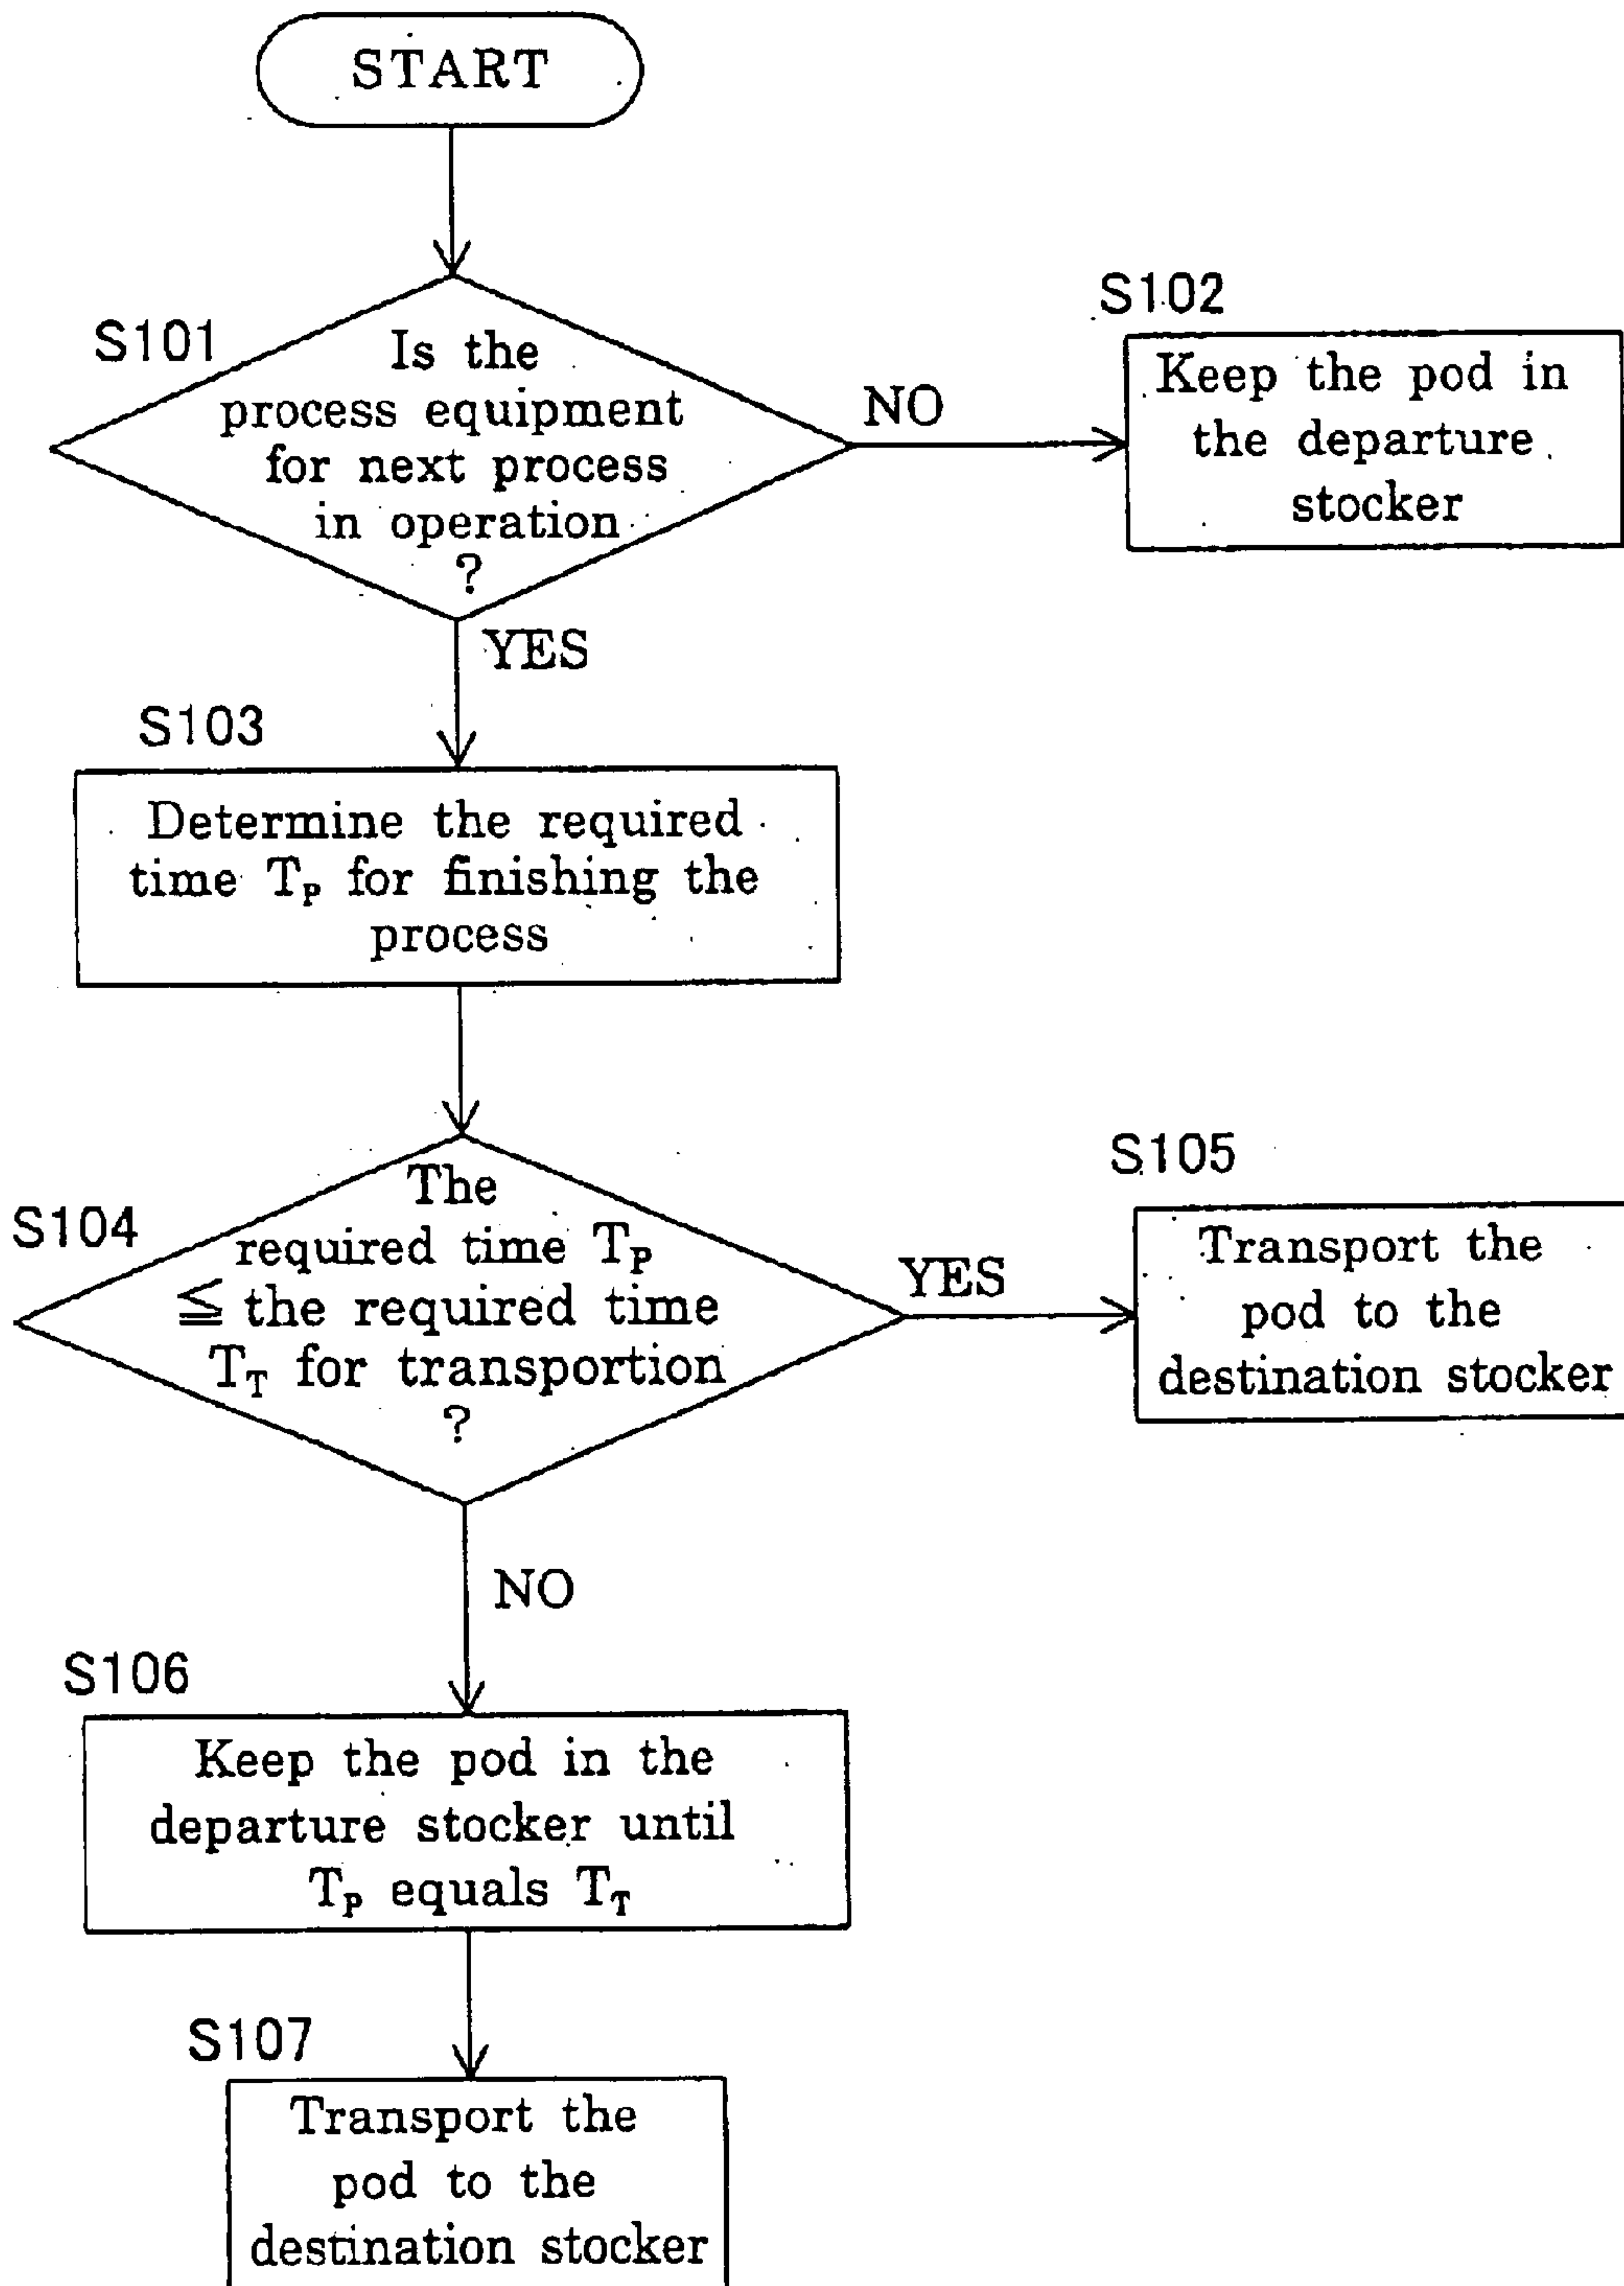 START
S101
Is the
process equipment
for next process
in operation
?
NO
S102
Keep the pod in
the departure
stocker
YES
S103
Determine the required
time TP for finishing the
process
S104
The
required time TP
≦ the required time
TT for transportion
?
YES
S105
Transport the
pod to the
destination stocker
NO
S106
Keep the pod in the
departure stocker until
TP equals TT
S107
Transport the
pod to the
destination stocker